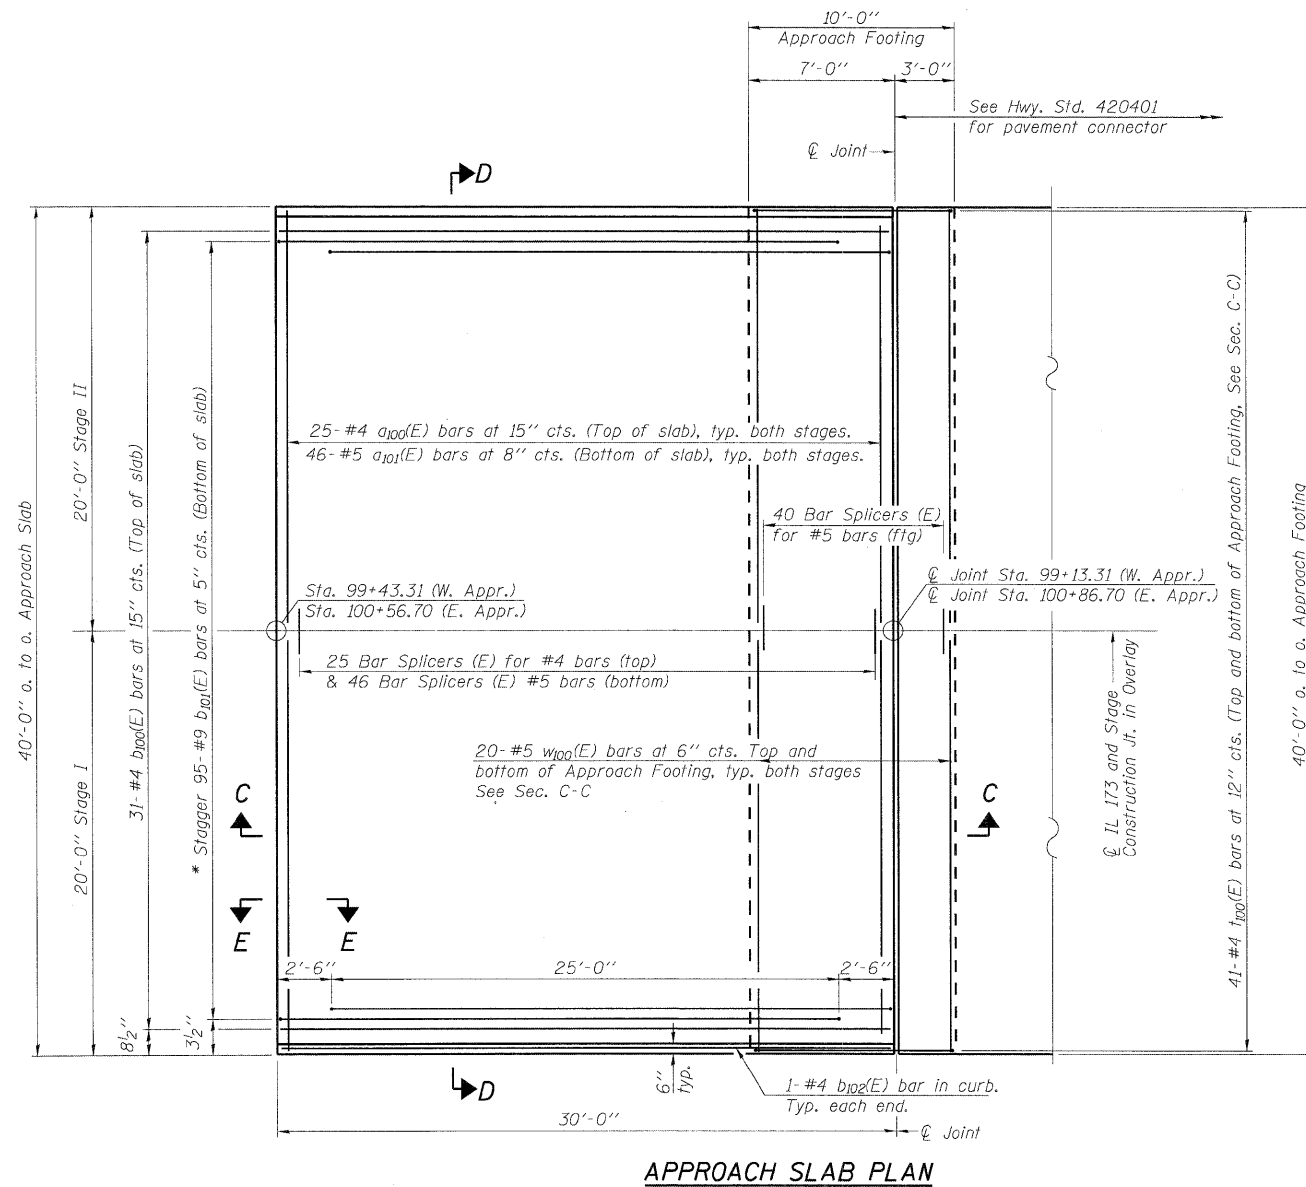 10'-0"
Approach Footing
7'-0"
3'-0"
See Hwy. Std. 420401
for pavement connector
℄ Joint
D
40'-0" o. to o. Approach Slab
20'-0" Stage II
20'-0" Stage I
31-#4 b100(E) bars at 15" cts. (Top of slab)
* Stagger 95-#9 b101(E) bars at 5" cts. (Bottom of slab)
25-#4 a100(E) bars at 15" cts. (Top of slab), typ. both stages.
46-#5 a101(E) bars at 8" cts. (Bottom of slab), typ. both stages.
40 Bar Splicers (E)
for #5 bars (ftg)
Sta. 99+43.31 (W. Appr.)
Sta. 100+56.70 (E. Appr.)
℄ Joint Sta. 99+13.31 (W. Appr.)
℄ Joint Sta. 100+86.70 (E. Appr.)
25 Bar Splicers (E) for #4 bars (top)
& 46 Bar Splicers (E) #5 bars (bottom)
20-#5 w100(E) bars at 6" cts. Top and
bottom of Approach Footing, typ. both stages
See Sec. C-C
℄ IL 173 and Stage
Construction Jt. in Overlay
41-#4 t100(E) bars at 12" cts. (Top and bottom of Approach Footing, See Sec. C-C)
40'-0" o. to o. Approach Footing
C
C
E
E
2'-6"
25'-0"
2'-6"
8½"
3½"
6"
typ.
D
1-#4 b102(E) bar in curb.
Typ. each end.
30'-0"
℄ Joint
APPROACH SLAB PLAN